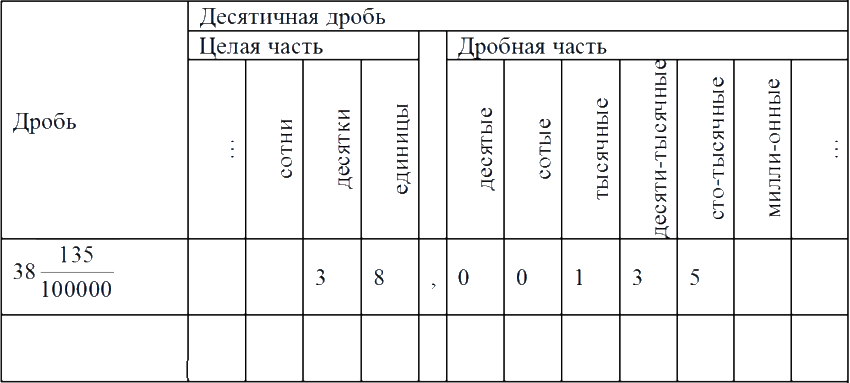 Десятичная дробь
Целая часть
Дробная часть
Дробь
…
сотни
десятки
единицы
десятые
сотые
тысячные
десяти-тысячные
сто-тысячные
милли-онные
…
38 135/100000
3 8 , 0 0 1 3 5